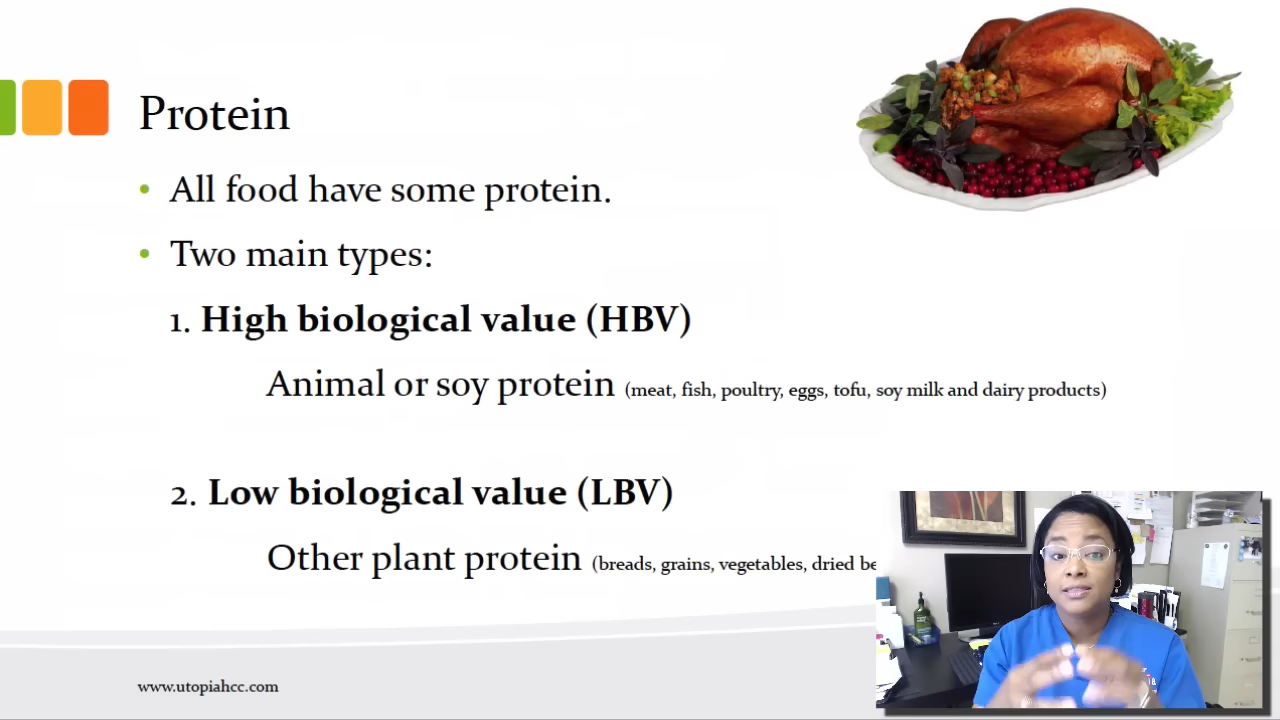 Protein
• All food have some protein.
• Two main types:
1. High biological value (HBV)
Animal or soy protein (meat, fish, poultry, eggs, tofu, soy milk and dairy products)
2. Low biological value (LBV)
Other plant protein (breads, grains, vegetables, dried be
www.utopiahcc.com